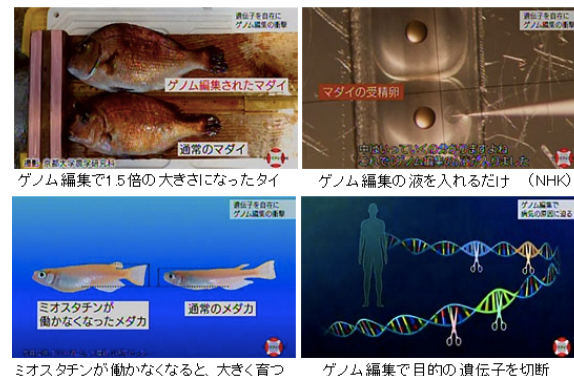 遺伝子を自在に
ゲノム編集の衝撃
ゲノム編集されたマダイ
通常のマダイ
京都大学農学研究科
ゲノム編集で1.5倍の大きさになったタイ
遺伝子を自在に
ゲノム編集の衝撃
マダイの受精卵
ゲノム編集の液を入れるだけ （NHK）
遺伝子を自在に
ゲノム編集の衝撃
ミオスタチンが
働かなくなったメダカ
通常のメダカ
ミオスタチンが働かなくなると、大きく育つ
ゲノム編集で
病気の原因に迫る
ゲノム編集で目的の遺伝子を切断